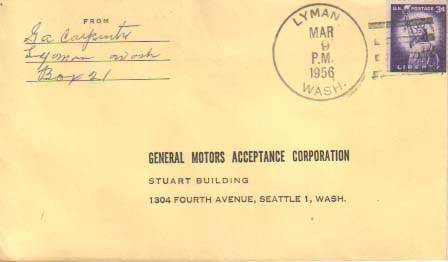 FROM
Ga Carpenter
Lyman Wash
Box 21
LYMAN
MAR
9
P.M.
1956
WASH.
U.S. POSTAGE 3¢
LIBERTY
GENERAL MOTORS ACCEPTANCE CORPORATION
STUART BUILDING
1304 FOURTH AVENUE, SEATTLE 1, WASH.